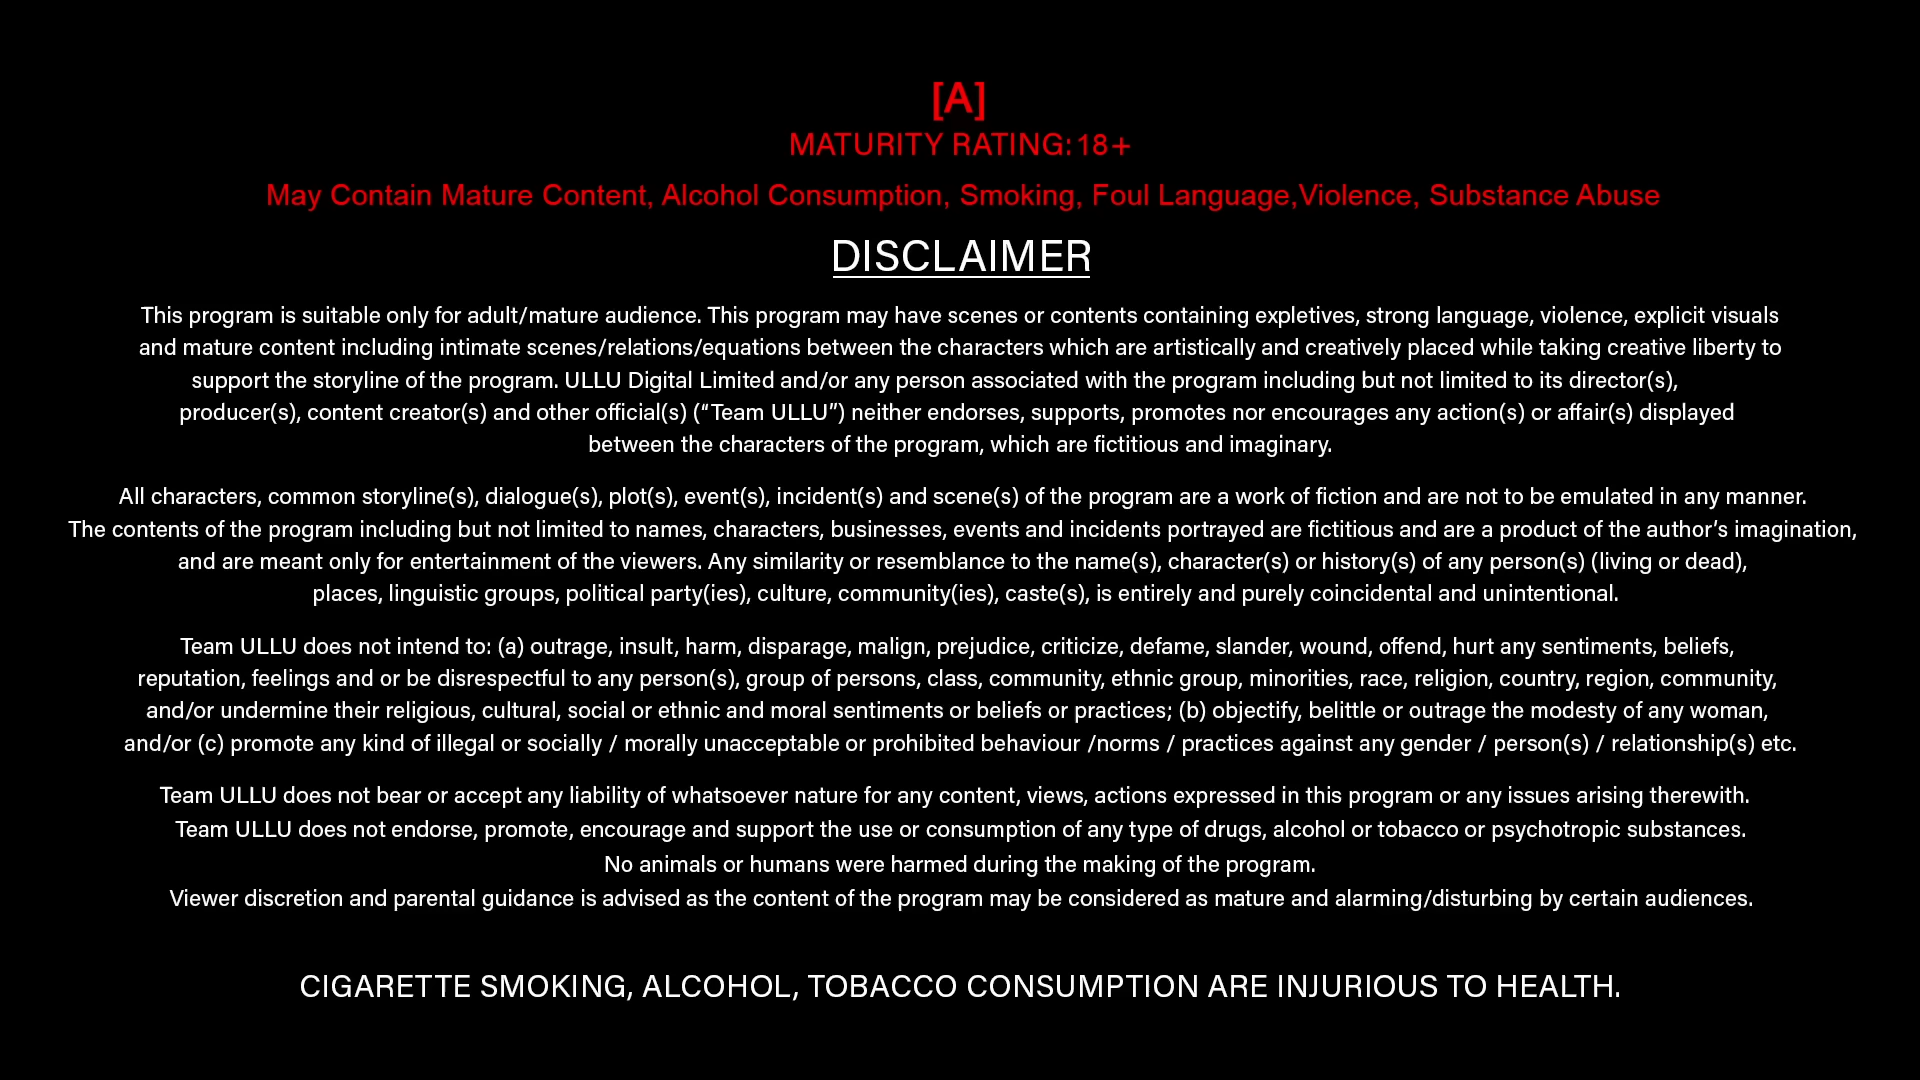 [A]
MATURITY RATING:18+
May Contain Mature Content, Alcohol Consumption, Smoking, Foul Language,Violence, Substance Abuse
DISCLAIMER
This program is suitable only for adult/mature audience. This program may have scenes or contents containing expletives, strong language, violence, explicit visuals
and mature content including intimate scenes/relations/equations between the characters which are artistically and creatively placed while taking creative liberty to
support the storyline of the program. ULLU Digital Limited and/or any person associated with the program including but not limited to its director(s),
producer(s), content creator(s) and other official(s) (“Team ULLU”) neither endorses, supports, promotes nor encourages any action(s) or affair(s) displayed
between the characters of the program, which are fictitious and imaginary.
All characters, common storyline(s), dialogue(s), plot(s), event(s), incident(s) and scene(s) of the program are a work of fiction and are not to be emulated in any manner.
The contents of the program including but not limited to names, characters, businesses, events and incidents portrayed are fictitious and are a product of the author’s imagination,
and are meant only for entertainment of the viewers. Any similarity or resemblance to the name(s), character(s) or history(s) of any person(s) (living or dead),
places, linguistic groups, political party(ies), culture, community(ies), caste(s), is entirely and purely coincidental and unintentional.
Team ULLU does not intend to: (a) outrage, insult, harm, disparage, malign, prejudice, criticize, defame, slander, wound, offend, hurt any sentiments, beliefs,
reputation, feelings and or be disrespectful to any person(s), group of persons, class, community, ethnic group, minorities, race, religion, country, region, community,
and/or undermine their religious, cultural, social or ethnic and moral sentiments or beliefs or practices; (b) objectify, belittle or outrage the modesty of any woman,
and/or (c) promote any kind of illegal or socially / morally unacceptable or prohibited behaviour /norms / practices against any gender / person(s) / relationship(s) etc.
Team ULLU does not bear or accept any liability of whatsoever nature for any content, views, actions expressed in this program or any issues arising therewith.
Team ULLU does not endorse, promote, encourage and support the use or consumption of any type of drugs, alcohol or tobacco or psychotropic substances.
No animals or humans were harmed during the making of the program.
Viewer discretion and parental guidance is advised as the content of the program may be considered as mature and alarming/disturbing by certain audiences.
CIGARETTE SMOKING, ALCOHOL, TOBACCO CONSUMPTION ARE INJURIOUS TO HEALTH.